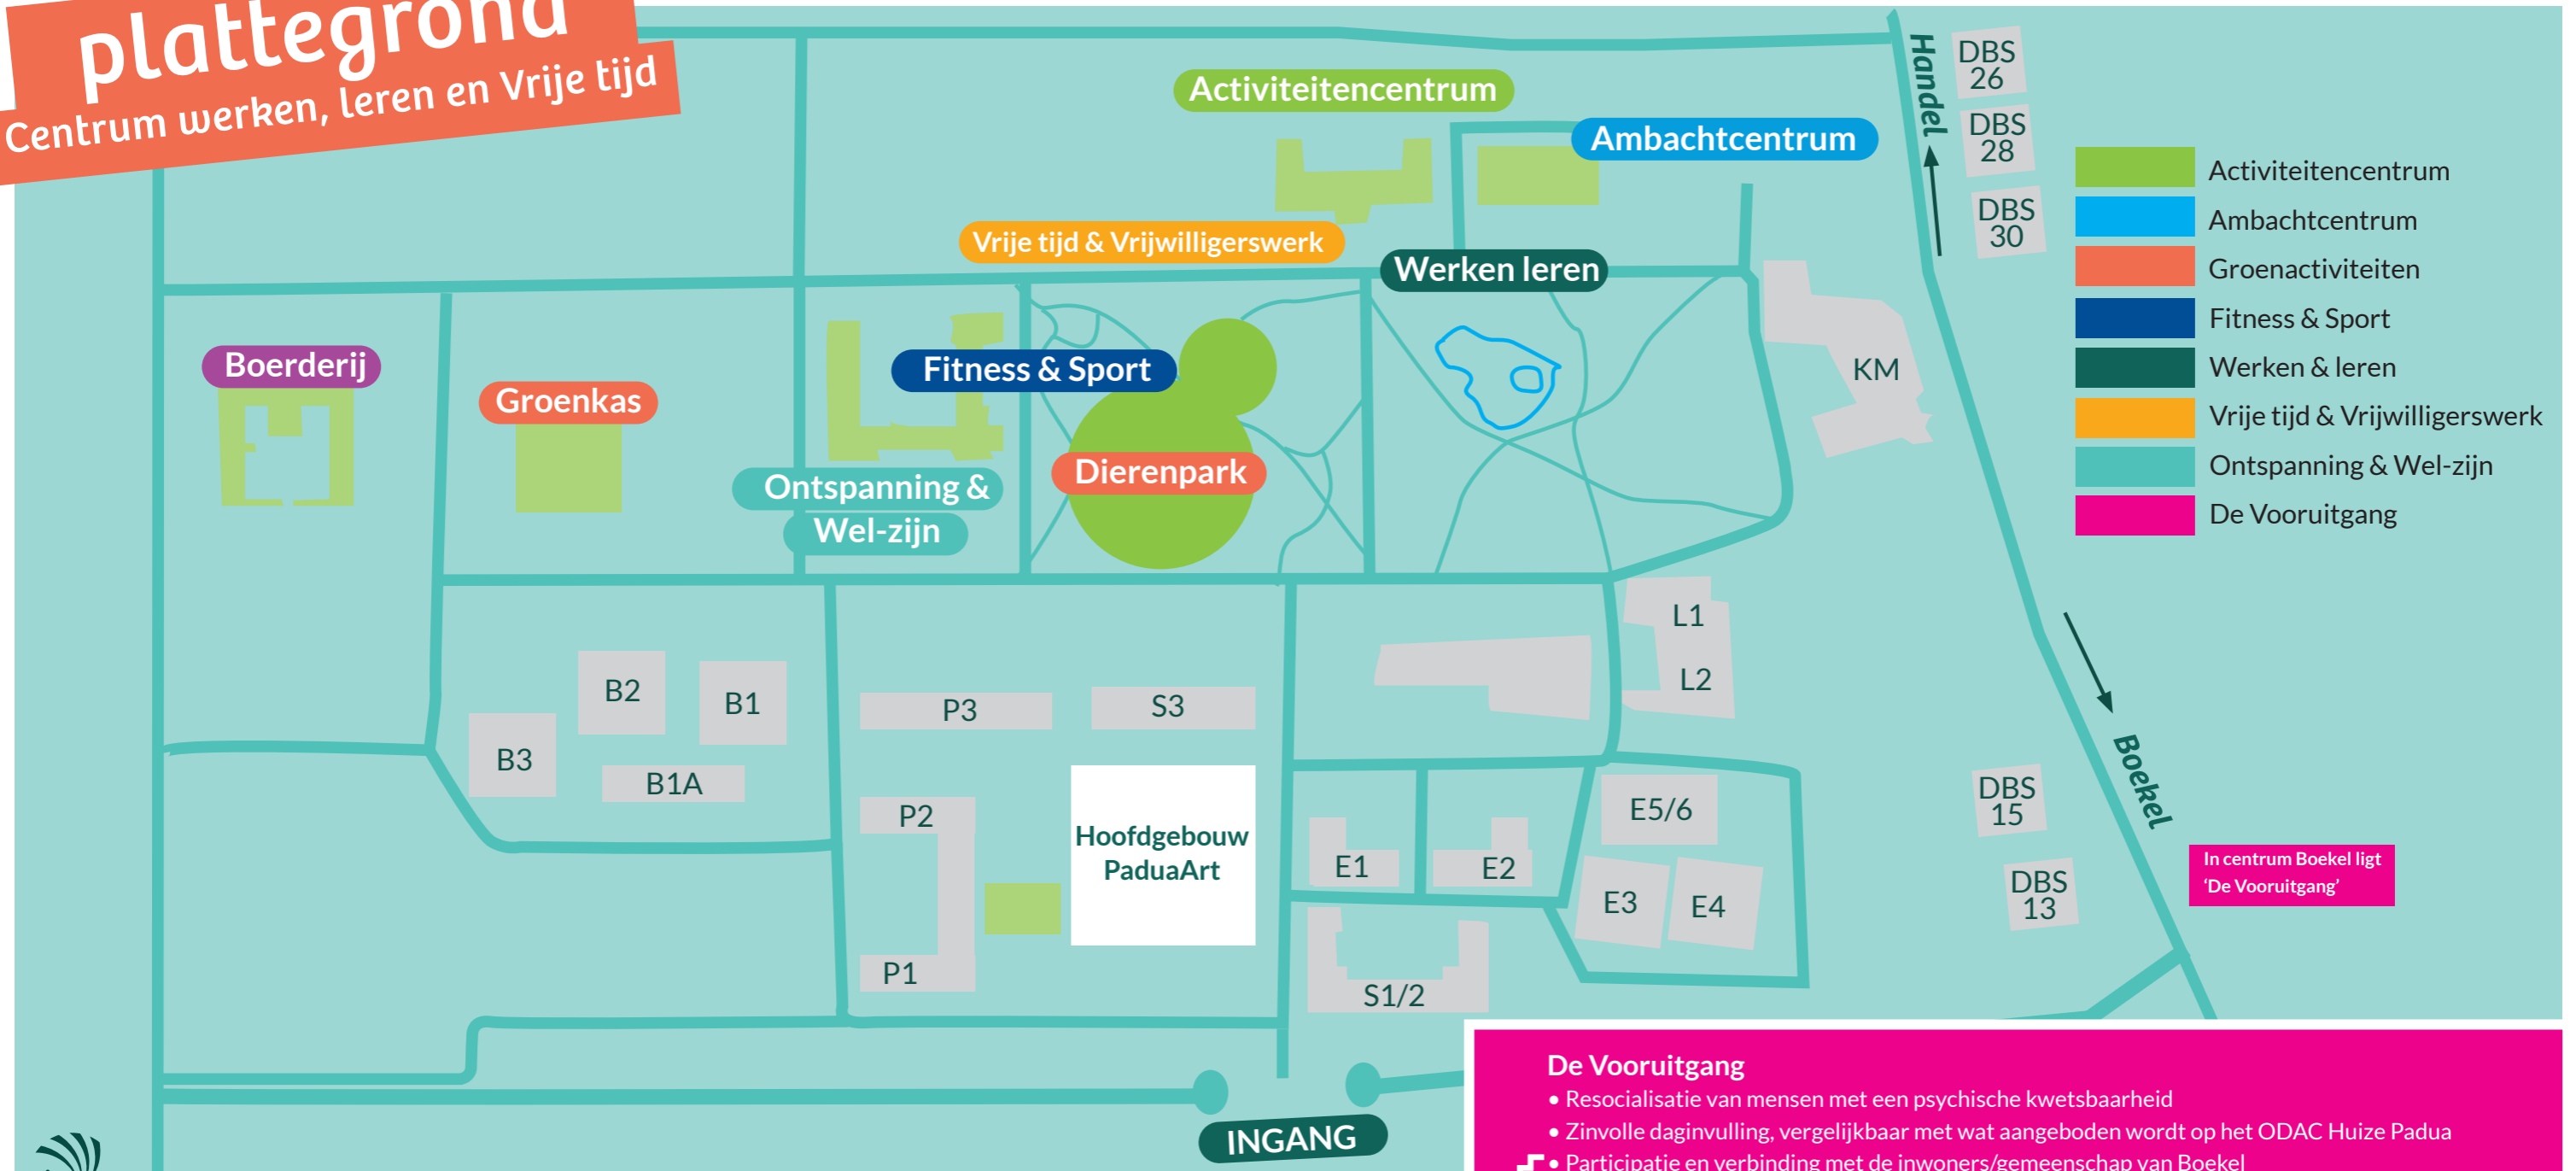 plattegrond
Centrum werken, leren en Vrije tijd
Activiteitencentrum
Ambachtcentrum
Vrije tijd & Vrijwilligerswerk
Werken leren
Boerderij
Groenkas
Fitness & Sport
Ontspanning &
Wel-zijn
Dierenpark
Handel
DBS
26
DBS
28
DBS
30
KM
Activiteitencentrum
Ambachtcentrum
Groenactiviteiten
Fitness & Sport
Werken & leren
Vrije tijd & Vrijwilligerswerk
Ontspanning & Wel-zijn
De Vooruitgang
L1
L2
B2
B1
B3
B1A
P3
S3
P2
Hoofdgebouw
PaduaArt
P1
E1
E2
E5/6
E3
E4
S1/2
DBS
15
DBS
13
Boekel
In centrum Boekel ligt
‘De Vooruitgang’
INGANG
De Vooruitgang
• Resocialisatie van mensen met een psychische kwetsbaarheid
• Zinvolle daginvulling, vergelijkbaar met wat aangeboden wordt op het ODAC Huize Padua
• Participatie en verbinding met de inwoners/gemeenschap van Boekel